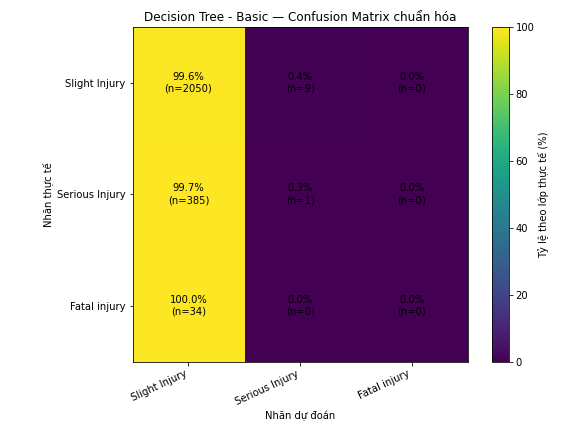 Decision Tree - Basic — Confusion Matrix chuẩn hóa
Slight Injury
Serious Injury
Fatal injury
Nhãn thực tế
99.6%
(n=2050)
0.4%
(n=9)
0.0%
(n=0)
99.7%
(n=385)
0.3%
(n=1)
0.0%
(n=0)
100.0%
(n=34)
0.0%
(n=0)
0.0%
(n=0)
Slight Injury
Serious Injury
Fatal injury
Nhãn dự đoán
100
80
60
40
20
0
Tỷ lệ theo lớp thực tế (%)